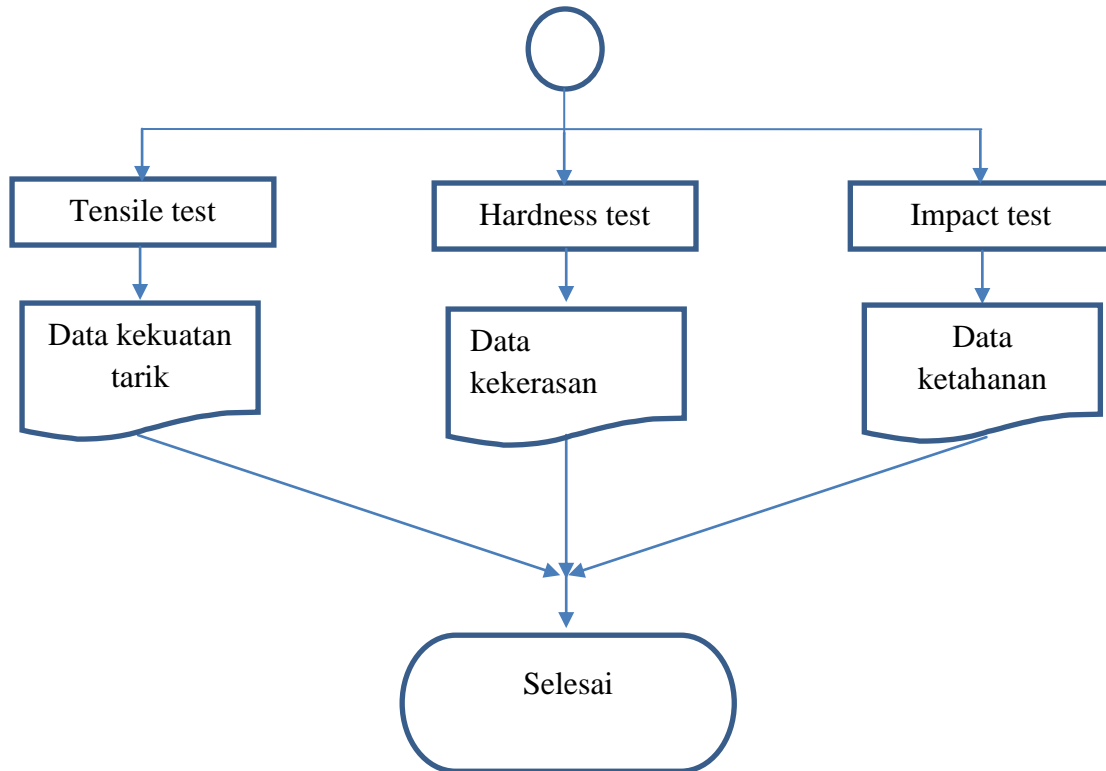 Tensile test
Hardness test
Impact test
Data kekuatan
tarik
Data
kekerasan
Data
ketahanan
Selesai